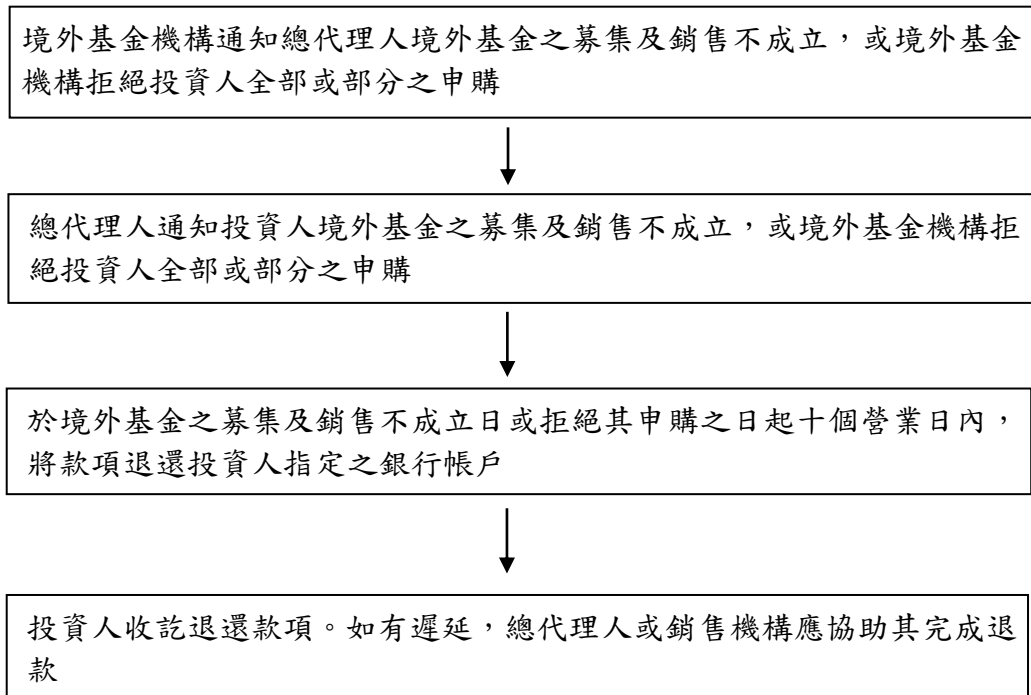 境外基金機構通知總代理人境外基金之募集及銷售不成立，或境外基金
機構拒絕投資人全部或部分之申購
總代理人通知投資人境外基金之募集及銷售不成立，或境外基金機構拒
絕投資人全部或部分之申購
於境外基金之募集及銷售不成立日或拒絕其申購之日起十個營業日內，
將款項退還投資人指定之銀行帳戶
投資人收訖退還款項。如有遲延，總代理人或銷售機構應協助其完成退
款